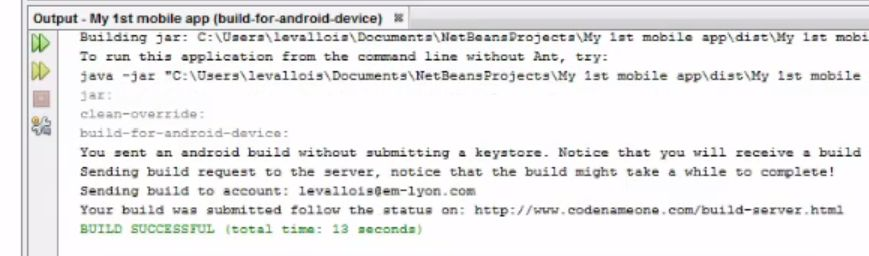 Output - My 1st mobile app (build-for-android-device)
Building jar: C:\Users\levallois\Documents\NetBeansProjects\My 1st mobile app\dist\My 1st mobi
To run this application from the command line without Ant, try:
java -jar "C:\Users\levallois\Documents\NetBeansProjects\My 1st mobile app\dist\My 1st mobile
jar:
clean-override:
build-for-android-device:
You sent an android build without submitting a keystore. Notice that you will receive a build
Sending build request to the server, notice that the build might take a while to complete!
Sending build to account: levallois@em-lyon.com
Your build was submitted follow the status on: http://www.codenameone.com/build-server.html
BUILD SUCCESSFUL (total time: 13 seconds)